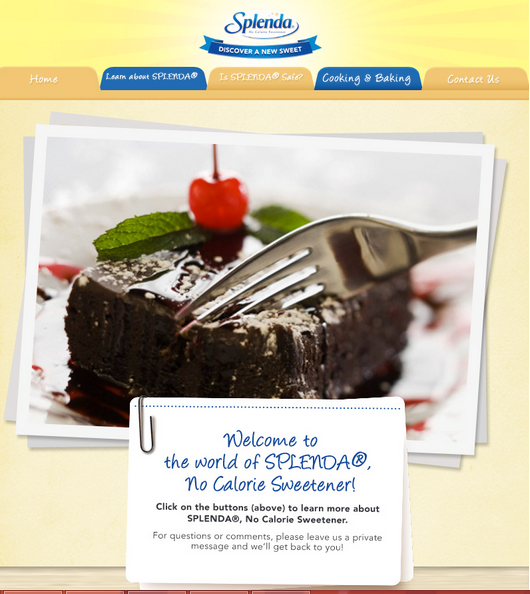 Splenda®
No Calorie Sweetener
DISCOVER A NEW SWEET
Home
Learn about SPLENDA®
Is SPLENDA® Safe?
Cooking & Baking
Contact Us
Welcome to
the world of SPLENDA®,
No Calorie Sweetener!
Click on the buttons (above) to learn more about
SPLENDA®, No Calorie Sweetener.
For questions or comments, please leave us a private
message and we'll get back to you!